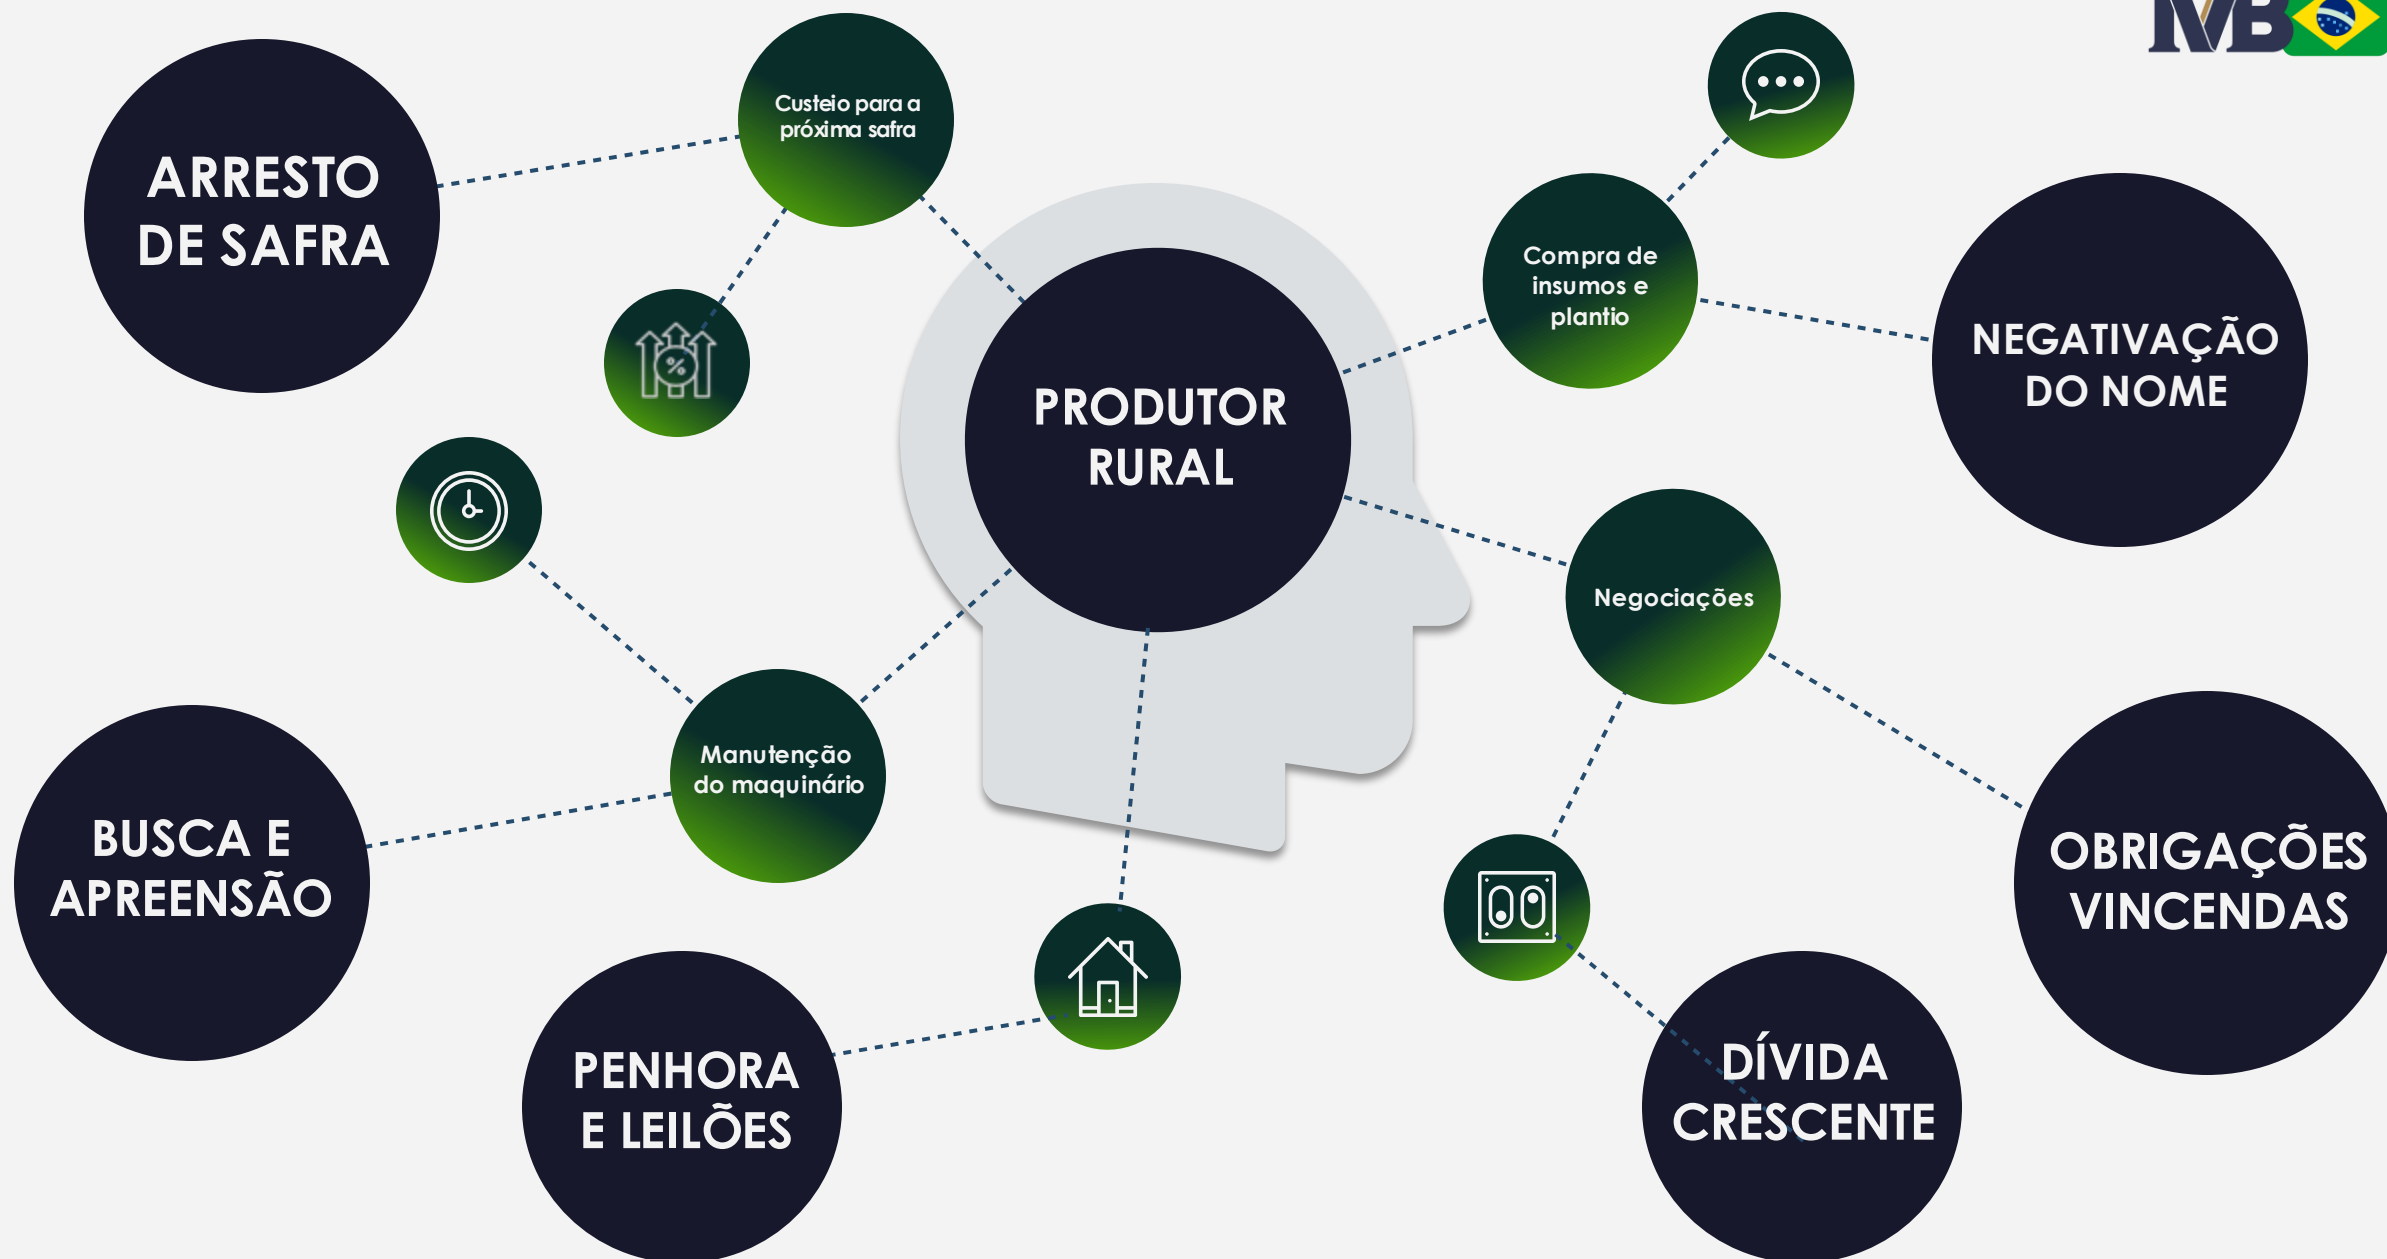 MB
Custeio para a
próxima safra
ARRESTO
DE SAFRA
Compra de
insumos e
plantio
NEGATIVAÇÃO
DO NOME
%
PRODUTOR
RURAL
Negociações
Manutenção
do maquinário
BUSCA E
APREENSÃO
OBRIGAÇÕES
VINCENDAS
PENHORA
E LEILÕES
DÍVIDA
CRESCENTE